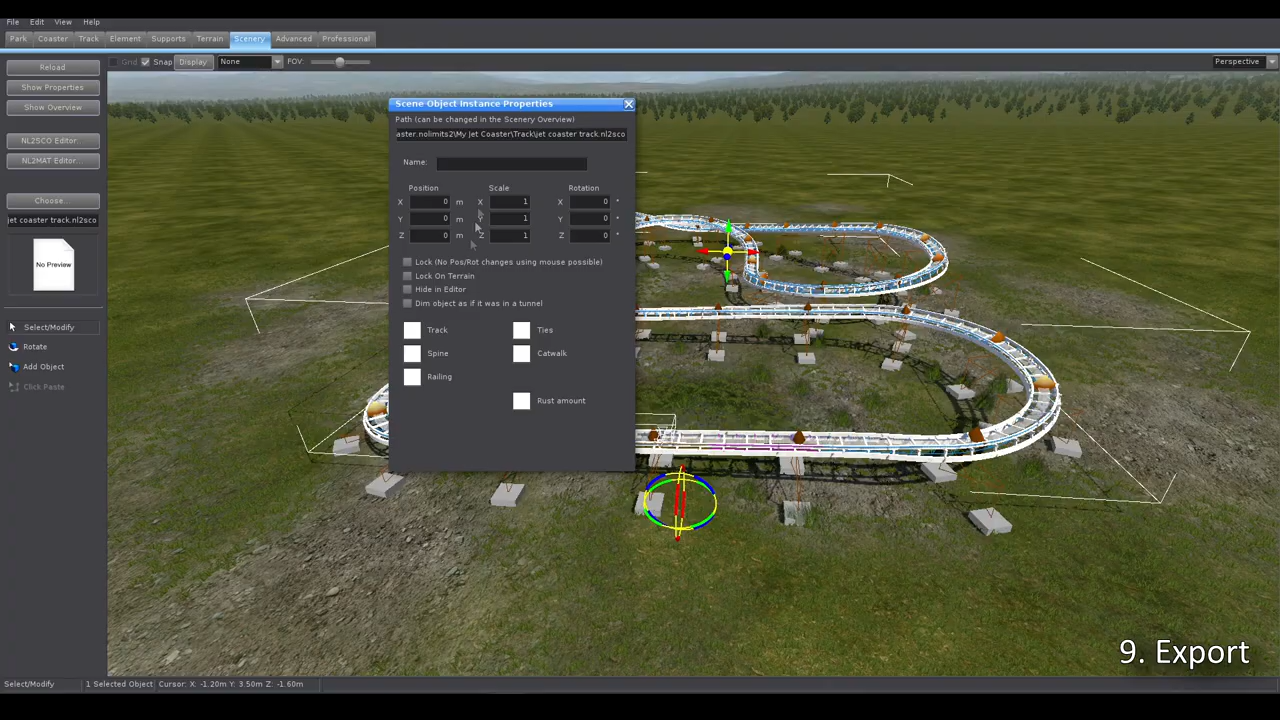 File Edit View Help
Park Coaster Track Element Supports Terrain Scenery Advanced Professional
Grid Snap Display None FOV: Perspective
Reload
Show Properties
Show Overview
NL2SCO Editor...
NL2MAT Editor...
Choose...
jet coaster track.nl2sco
No Preview
Select/Modify
Rotate
Add Object
Click Paste
Scene Object Instance Properties
Path (can be changed in the Scenery Overview)
aster.nolimits2\My Jet Coaster\Track\jet coaster track.nl2sco
Name:
Position Scale Rotation
X 0 m X 1 X 0 °
Y 0 m Y 1 Y 0 °
Z 0 m Z 1 Z 0 °
Lock (No Pos/Rot changes using mouse possible)
Lock On Terrain
Hide in Editor
Dim object as if it was in a tunnel
Track Ties
Spine Catwalk
Railing
Rust amount
9. Export
Select/Modify 1 Selected Object Cursor: X: -1.20m Y: 3.50m Z: -1.60m